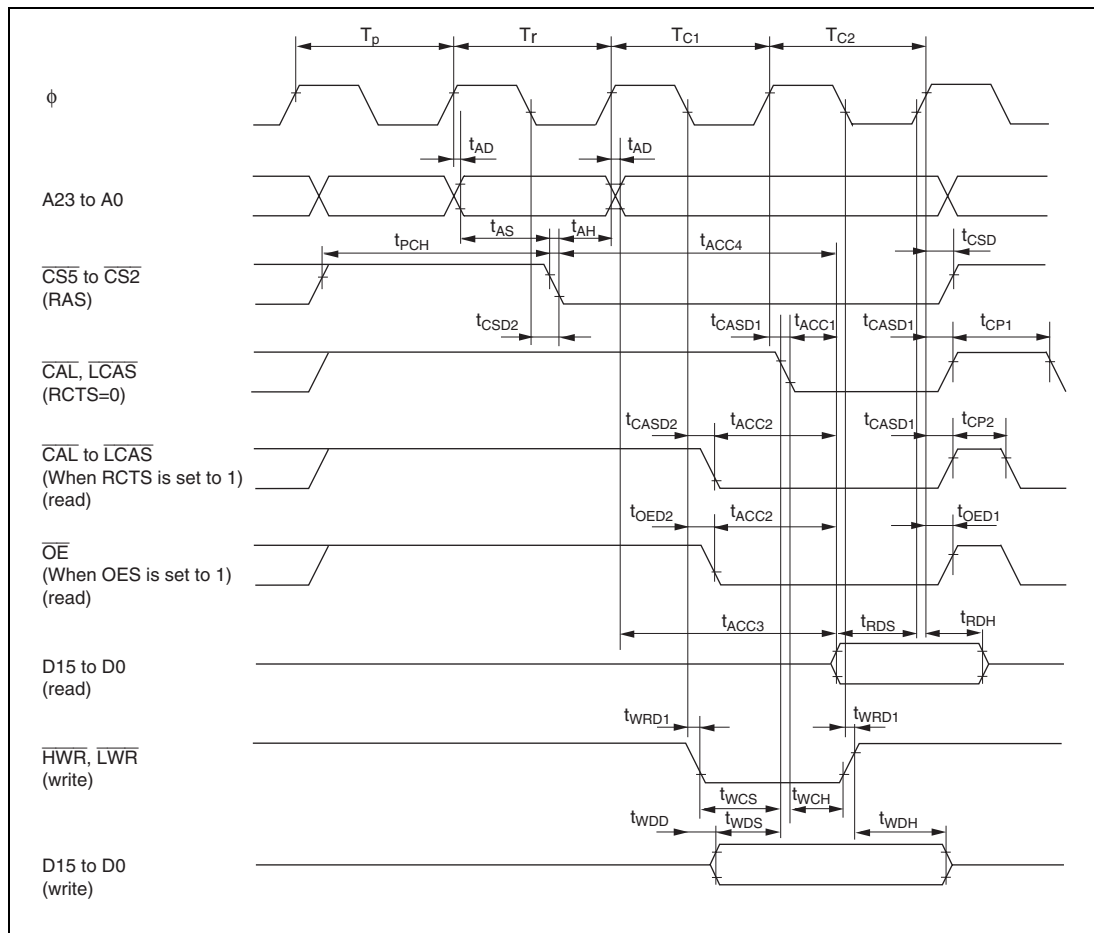 Tp Tr TC1 TC2
ϕ
tAD tAD
A23 to A0
tAS tAH
tPCH tACC4 tCSD
CS5 to CS2
(RAS)
tCSD2 tCASD1 tACC1 tCASD1 tCP1
CAL, LCAS
(RCTS=0)
tCASD2 tACC2 tCASD1 tCP2
CAL to LCAS
(When RCTS is set to 1)
(read)
tOED2 tACC2 tOED1
OE
(When OES is set to 1)
(read)
tACC3 tRDS tRDH
D15 to D0
(read)
tWRD1 tWRD1
HWR, LWR
(write)
tWCS tWCH
tWDD tWDS tWDH
D15 to D0
(write)